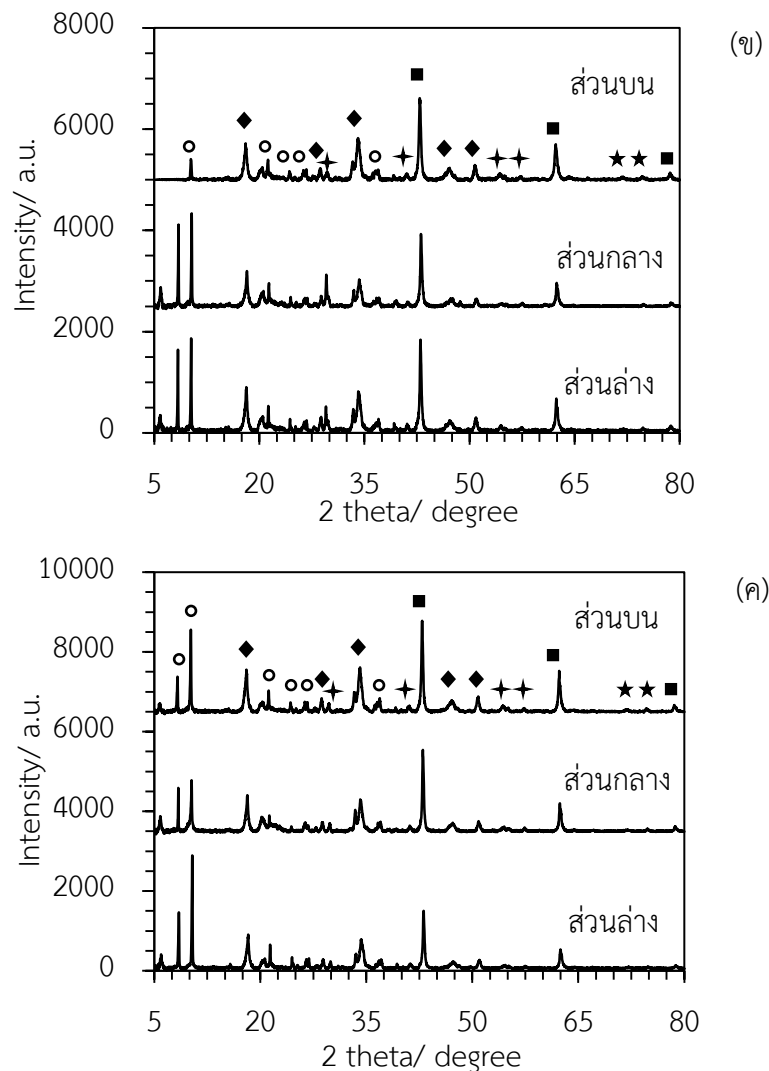 (ข)
8000
6000
4000
2000
0
Intensity/ a.u.
ส่วนบน
ส่วนกลาง
ส่วนล่าง
5 20 35 50 65 80
2 theta/ degree
(ค)
10000
8000
6000
4000
2000
0
Intensity/ a.u.
ส่วนบน
ส่วนกลาง
ส่วนล่าง
5 20 35 50 65 80
2 theta/ degree